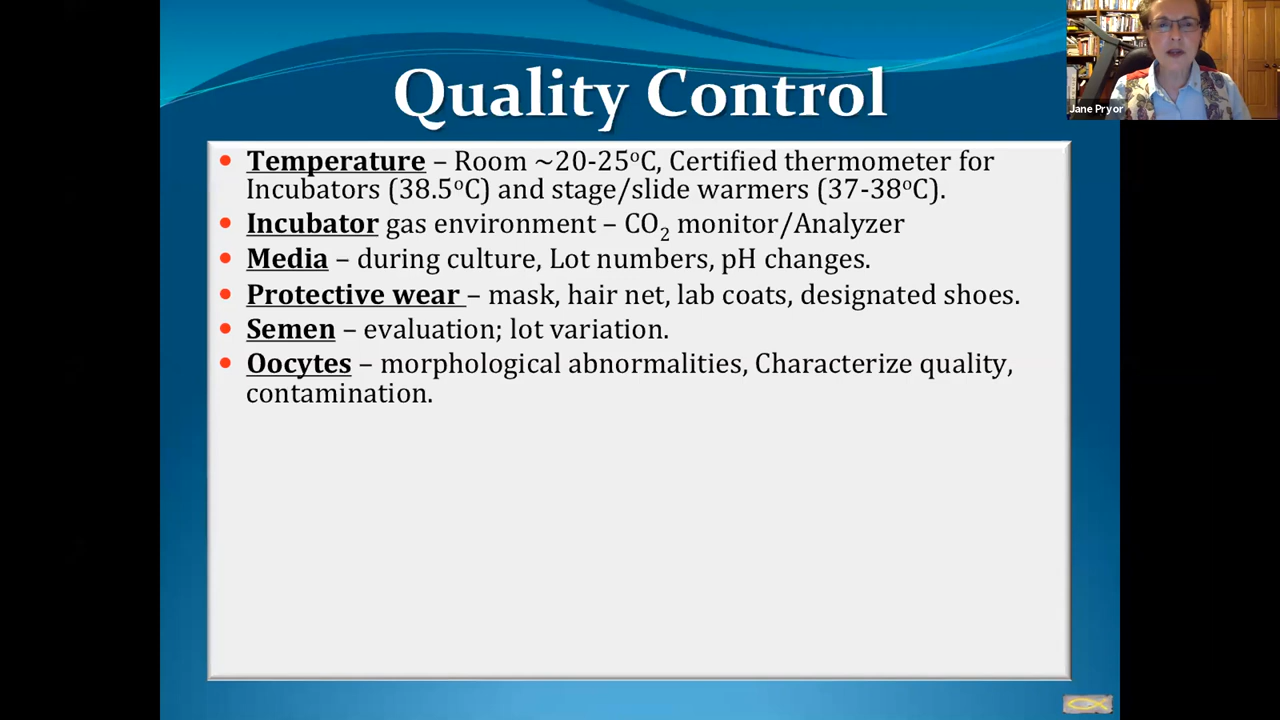 Quality Control
Jane Pryor
• Temperature – Room ~20-25ºC, Certified thermometer for
Incubators (38.5ºC) and stage/slide warmers (37-38ºC).
• Incubator gas environment – CO₂ monitor/Analyzer
• Media – during culture, Lot numbers, pH changes.
• Protective wear – mask, hair net, lab coats, designated shoes.
• Semen – evaluation; lot variation.
• Oocytes – morphological abnormalities, Characterize quality,
contamination.